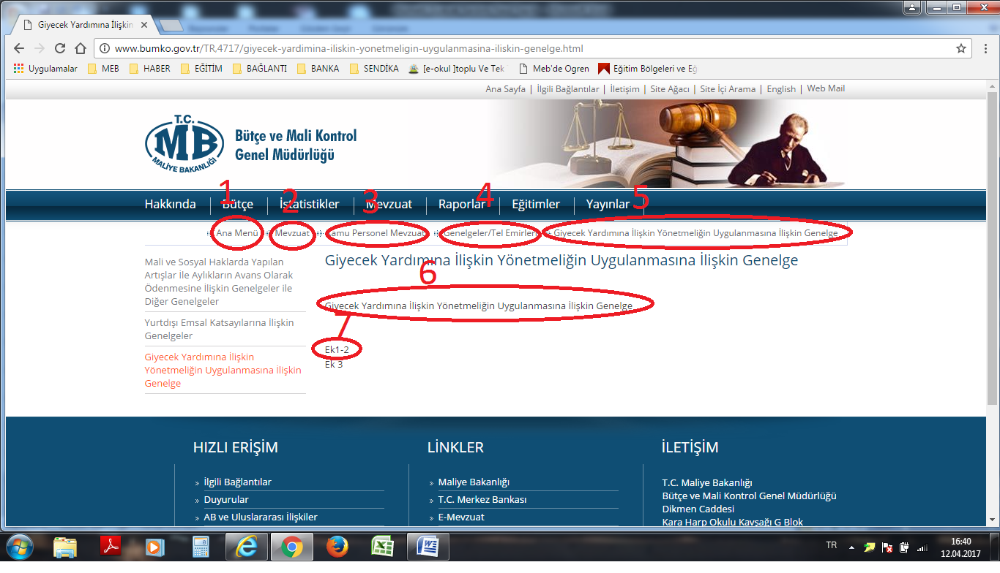 Giyecek Yardımına İlişkin
www.bumko.gov.tr/TR,4717/giyecek-yardimina-iliskin-yonetmeligin-uygulanmasina-iliskin-genelge.html
Uygulamalar MEB HABER EĞİTİM BAĞLANTI BANKA SENDİKA [e-okul ]toplu Ve Tek Meb'de Ogren Eğitim Bölgeleri ve Eğ
Ana Sayfa | İlgili Bağlantılar | İletişim | Site Ağacı | Site İçi Arama | English | Web Mail
T.C.
MB
MALİYE BAKANLIĞI
Bütçe ve Mali Kontrol
Genel Müdürlüğü
1 2 3 4 5
Hakkında Bütçe İstatistikler Mevzuat Raporlar Eğitimler Yayınlar
Ana Menü Mevzuat Kamu Personel Mevzuatı Genelgeler/Tel Emirleri Giyecek Yardımına İlişkin Yönetmeliğin Uygulanmasına İlişkin Genelge
Mali ve Sosyal Haklarda Yapılan
Artışlar İle Aylıkların Avans Olarak
Ödenmesine İlişkin Genelgeler ile
Diğer Genelgeler
Yurtdışı Emsal Katsayılarına İlişkin
Genelgeler
Giyecek Yardımına İlişkin
Yönetmeliğin Uygulanmasına İlişkin
Genelge
Giyecek Yardımına İlişkin Yönetmeliğin Uygulanmasına İlişkin Genelge
6
Giyecek Yardımına İlişkin Yönetmeliğin Uygulanmasına İlişkin Genelge
7
Ek1-2
Ek 3
HIZLI ERİŞİM
İlgili Bağlantılar
Duyurular
AB ve Uluslararası İlişkiler
LİNKLER
Maliye Bakanlığı
T.C. Merkez Bankası
E-Mevzuat
İLETİŞİM
T.C. Maliye Bakanlığı
Bütçe ve Mali Kontrol Genel Müdürlüğü
Dikmen Caddesi
Kara Harp Okulu Kavşağı G Blok
TR
16:40
12.04.2017